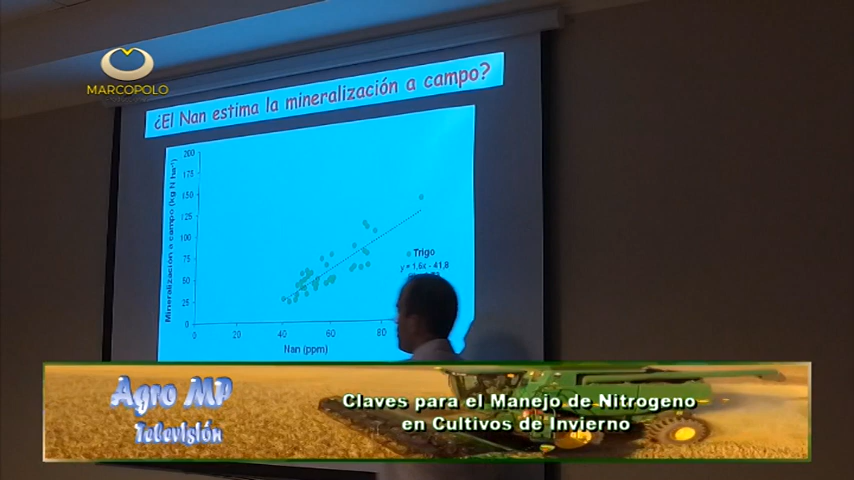 MARCOPOLO
¿El Nan estima la mineralización a campo?
Mineralización a campo (kg N ha⁻¹)
200
175
150
125
100
75
50
25
0
0 20 40 60 80
Nan (ppm)
Trigo
y = 1,6x - 41,8
Agro MP
Televisión
Claves para el Manejo de Nitrogeno
en Cultivos de Invierno